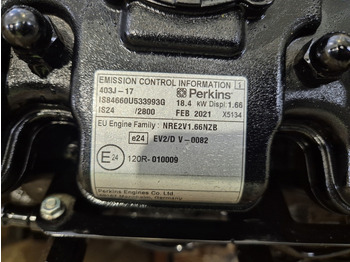 EMISSION CONTROL INFORMATION 1
403J-17 Perkins
IS84660U533993G 18.4 kW Displ. 1.66
IS24 /2800 FEB 2021 X5134
EU Engine Family: NRE2V1.66NZB
e24 EV2/D V-0082
E 24 120R-010009
Perkins Engines Co. Ltd